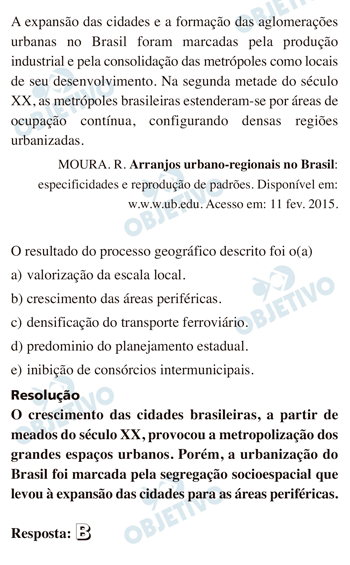 A expansão das cidades e a formação das aglomerações
urbanas no Brasil foram marcadas pela produção
industrial e pela consolidação das metrópoles como locais
de seu desenvolvimento. Na segunda metade do século
XX, as metrópoles brasileiras estenderam-se por áreas de
ocupação contínua, configurando densas regiões
urbanizadas.
MOURA. R. Arranjos urbano-regionais no Brasil:
especificidades e reprodução de padrões. Disponível em:
w.w.w.ub.edu. Acesso em: 11 fev. 2015.
O resultado do processo geográfico descrito foi o(a)
a) valorização da escala local.
b) crescimento das áreas periféricas.
c) densificação do transporte ferroviário.
d) predominio do planejamento estadual.
e) inibição de consórcios intermunicipais.
Resolução
O crescimento das cidades brasileiras, a partir de
meados do século XX, provocou a metropolização dos
grandes espaços urbanos. Porém, a urbanização do
Brasil foi marcada pela segregação socioespacial que
levou à expansão das cidades para as áreas periféricas.
Resposta: B
OBJETIVO
OBJETIVO
OBJETIVO
OBJETIVO
OBJETIVO
OBJETIVO